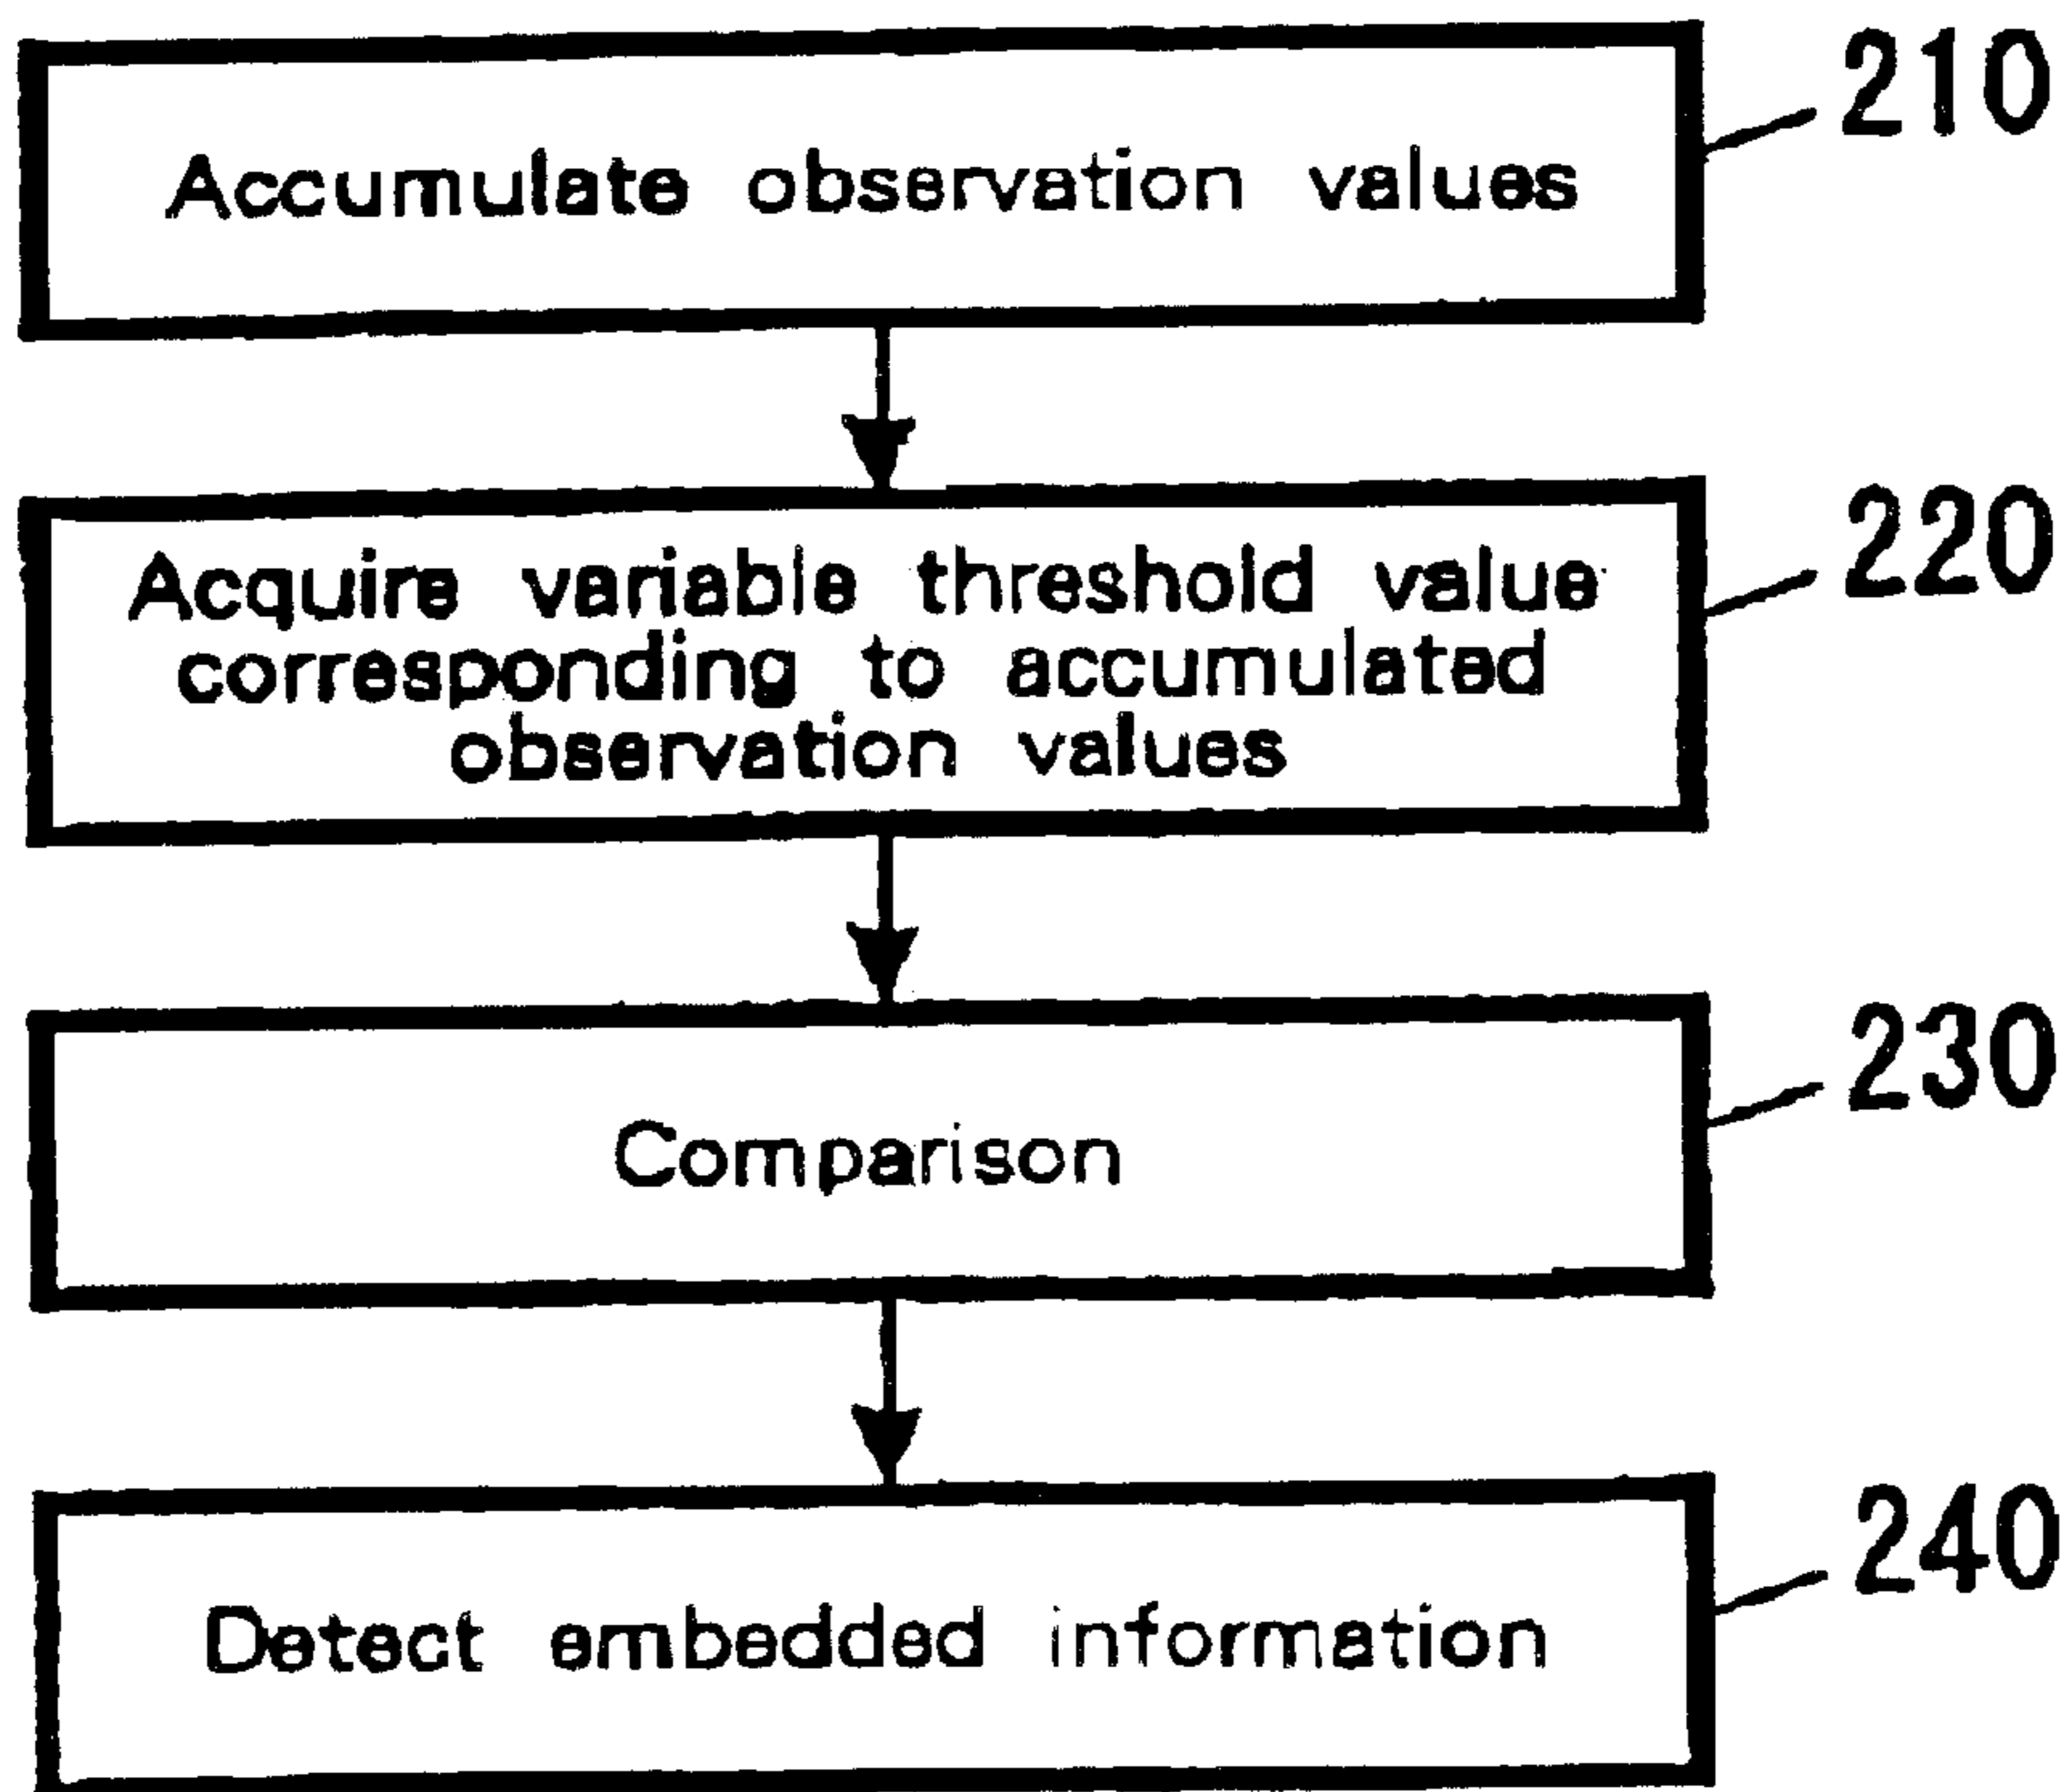 Accumulate observation values
210
Acquire variable threshold value
corresponding to accumulated
observation values
220
Comparison
230
Detect embedded information
240